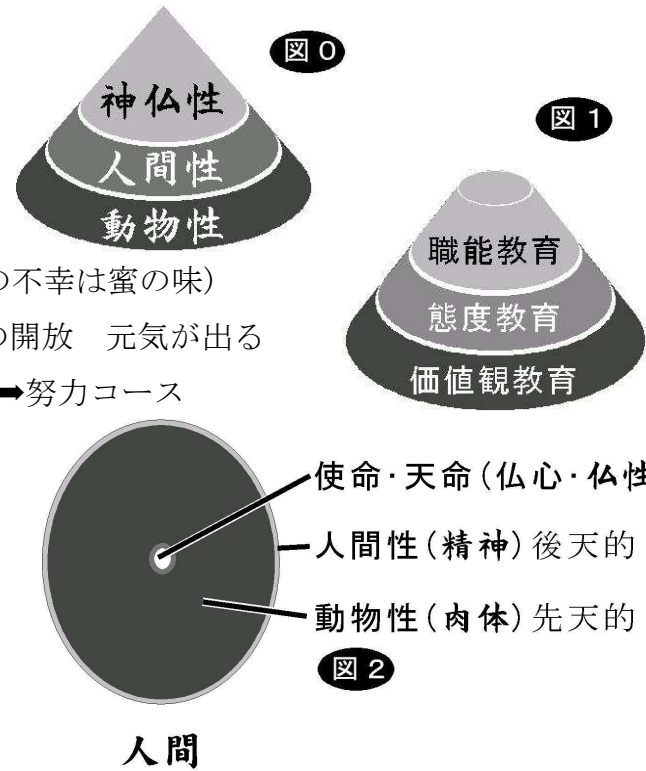 図0
神仏性
人間性
動物性
図1
職能教育
態度教育
価値観教育
の不幸は蜜の味)
の開放　元気が出る
➡努力コース
使命·天命(仏心·仏性
人間性(精神)後天的
動物性(肉体)先天的
図2
人間